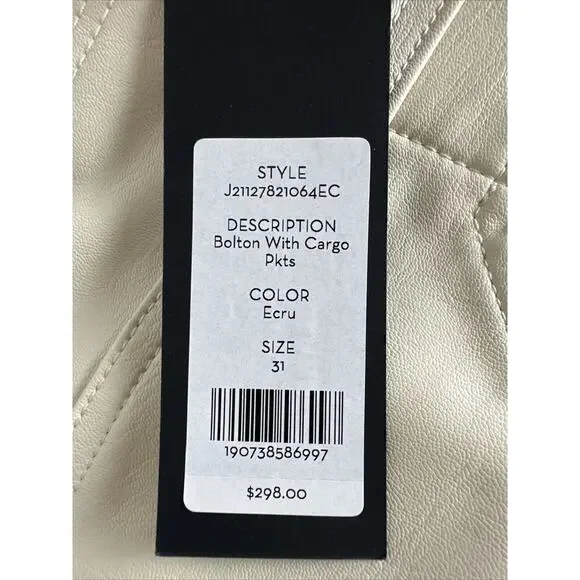 STYLE
J21127821064EC
DESCRIPTION
Bolton With Cargo
Pkts
COLOR
Ecru
SIZE
31
190738586997
$298.00